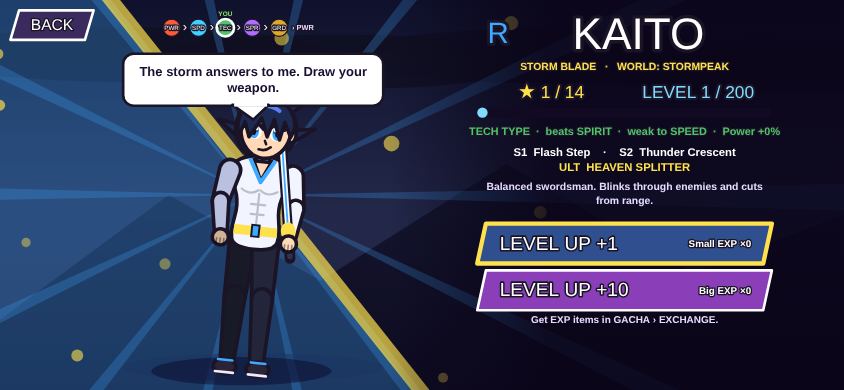 BACK
YOU
PWR › SPD › TEC › SPR › GRD › PWR
The storm answers to me. Draw your
weapon.
R KAITO
STORM BLADE · WORLD: STORMPEAK
★ 1 / 14 LEVEL 1 / 200
TECH TYPE · beats SPIRIT · weak to SPEED · Power +0%
S1 Flash Step · S2 Thunder Crescent
ULT HEAVEN SPLITTER
Balanced swordsman. Blinks through enemies and cuts
from range.
LEVEL UP +1 Small EXP ×0
LEVEL UP +10 Big EXP ×0
Get EXP items in GACHA › EXCHANGE.